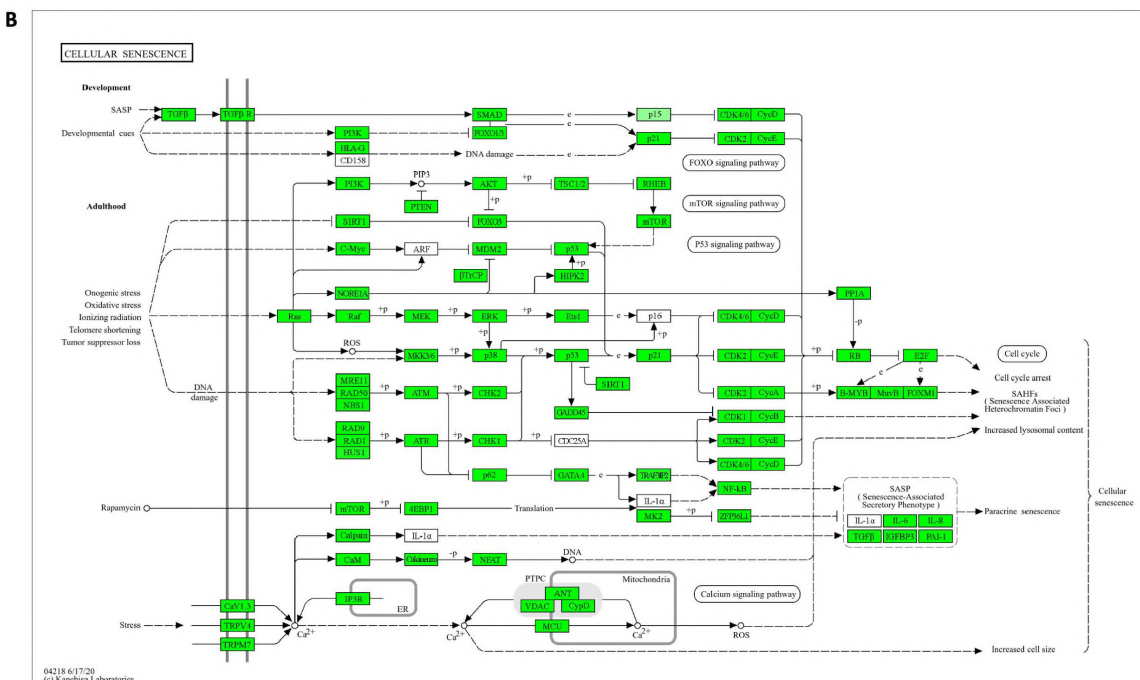 B
CELLULAR SENESCENCE
Development
SASP
TGFβ
TGFβ R
SMAD
e
p15
CDK4/6
CycD
Developmental cues
PI3K
FOXO1/3
e
p21
CDK2
CycE
HLA-G
CD158
DNA damage
e
FOXO signaling pathway
PI3K
PIP3
AKT
+p
TSC1/2
RHEB
PTEN
+p
mTOR signaling pathway
Adulthood
SIRT1
FOXO3
mTOR
C-Myc
ARF
MDM2
p53
P53 signaling pathway
βTrCP
+p
HIPK2
NORE1A
PP1A
Onogenic stress
Oxidative stress
Ionizing radiation
Telomere shortening
Tumor suppressor loss
Ras
Raf
+p
MEK
+p
ERK
+p
Ets1
e
p16
CDK4/6
CycD
-p
+p
+p
ROS
MKK3/6
+p
p38
p53
e
p21
CDK2
CycE
+p
RB
E2F
Cell cycle
e
e
Cell cycle arrest
SIRT1
DNA
damage
MRE11
RAD50
NBS1
+p
ATM
+p
CHK2
+p
CDK2
CycA
+p
B-MYB
MuvB
FOXM1
SAHFs
( Senescence Associated
Heterochromatin Foci )
GADD45
CDK1
CycB
Increased lysosomal content
RAD9
RAD1
HUS1
+p
ATR
+p
CHK1
+p
CDC25A
CDK2
CycE
CDK4/6
CycD
p62
GATA4
e
TRAF3IP2
IL-1α
NF-kB
SASP
( Senescence-Associated
Secretory Phenotype )
IL-1α
IL-6
IL-8
TGFβ
IGFBP3
PAI-1
Paracrine senescence
Cellular
senescence
Rapamycin
mTOR
+p
4EBP1
Translation
MK2
+p
ZFP36L1
Calpain
IL-1α
CaM
Calcineurin
-p
NFAT
DNA
PTPC
Mitochondria
Calcium signaling pathway
ANT
VDAC
CypD
IP3R
ER
CaV1.3
Stress
TRPV4
Ca2+
Ca2+
MCU
Ca2+
ROS
TRPM7
Increased cell size
04218 6/17/20
(c) Kanehisa Laboratories